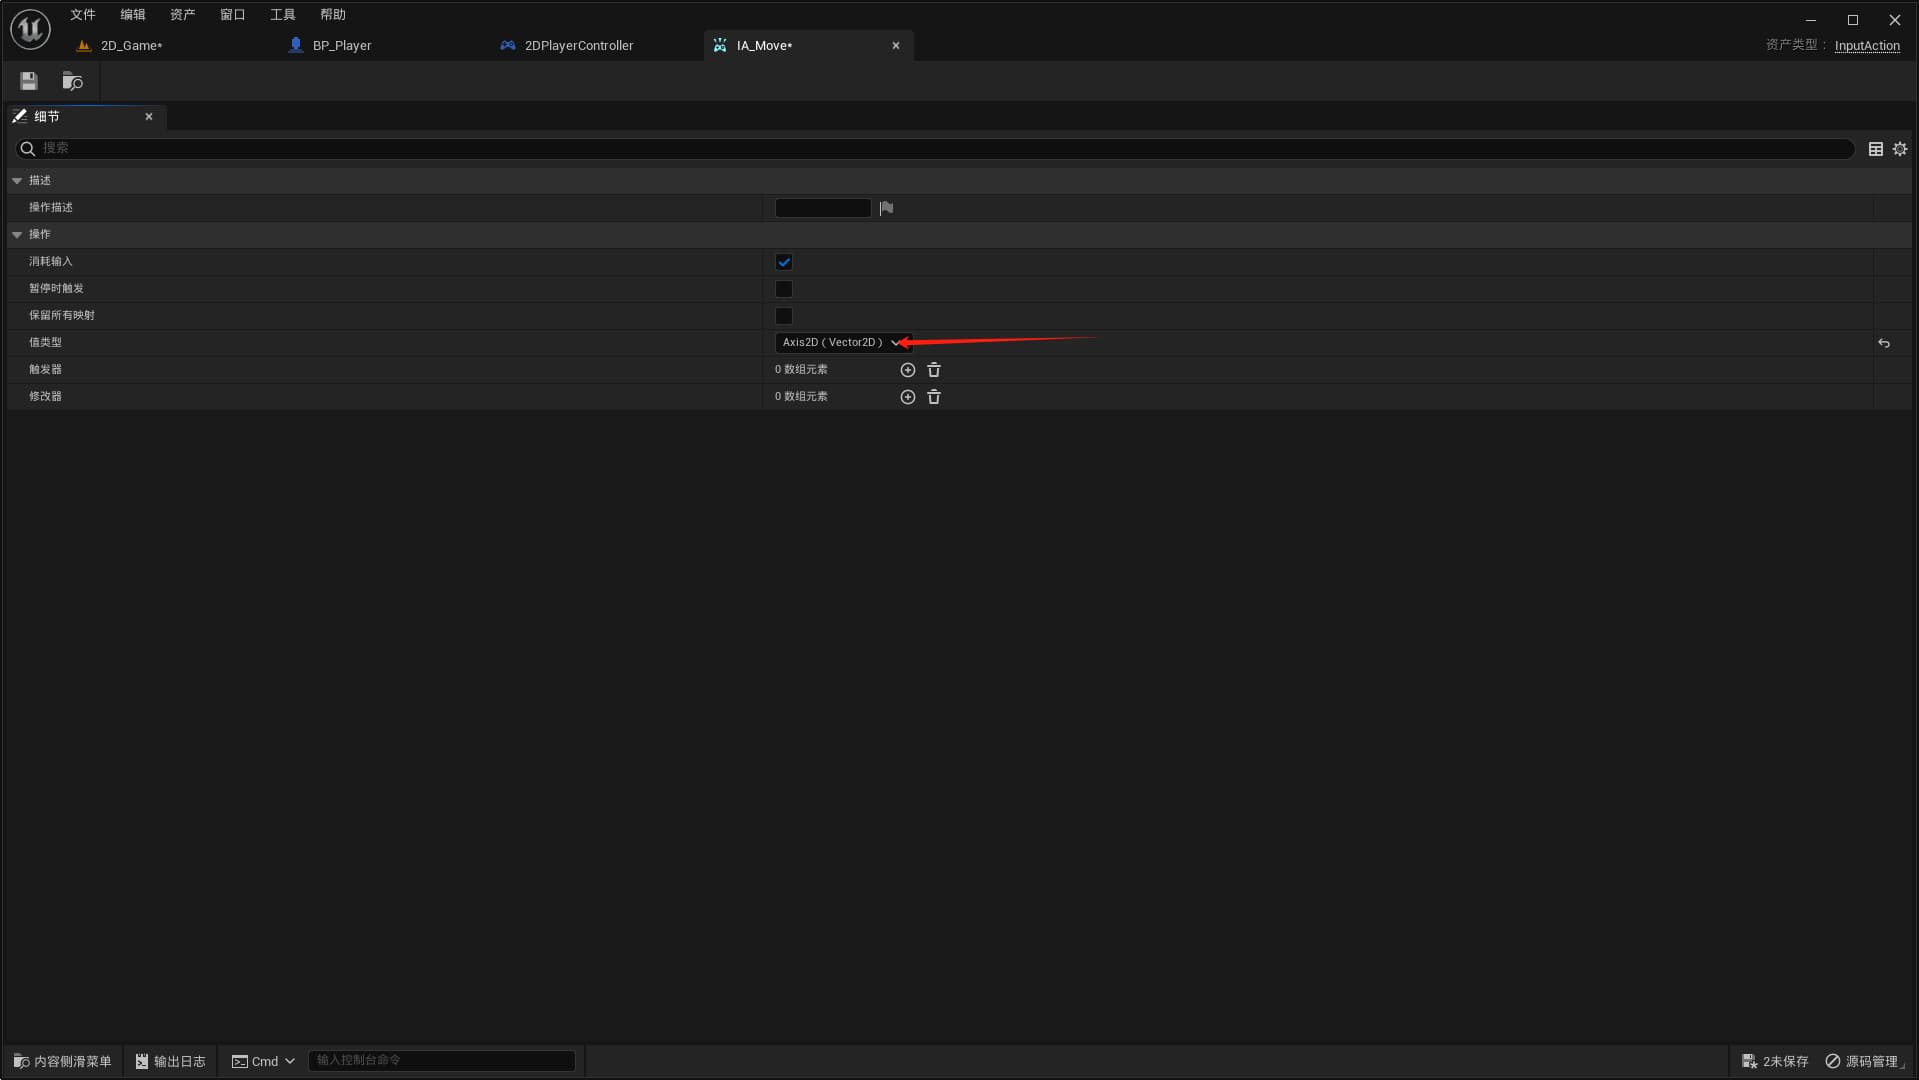 文件 编辑 资产 窗口 工具 帮助
2D_Game* BP_Player 2DPlayerController IA_Move* 资产类型： InputAction
细节
搜索
描述
操作描述
操作
消耗输入
暂停时触发
保留所有映射
值类型 Axis2D（Vector2D）
触发器 0 数组元素
修改器 0 数组元素
内容侧滑菜单 输出日志 Cmd 输入控制台命令 2未保存 源码管理